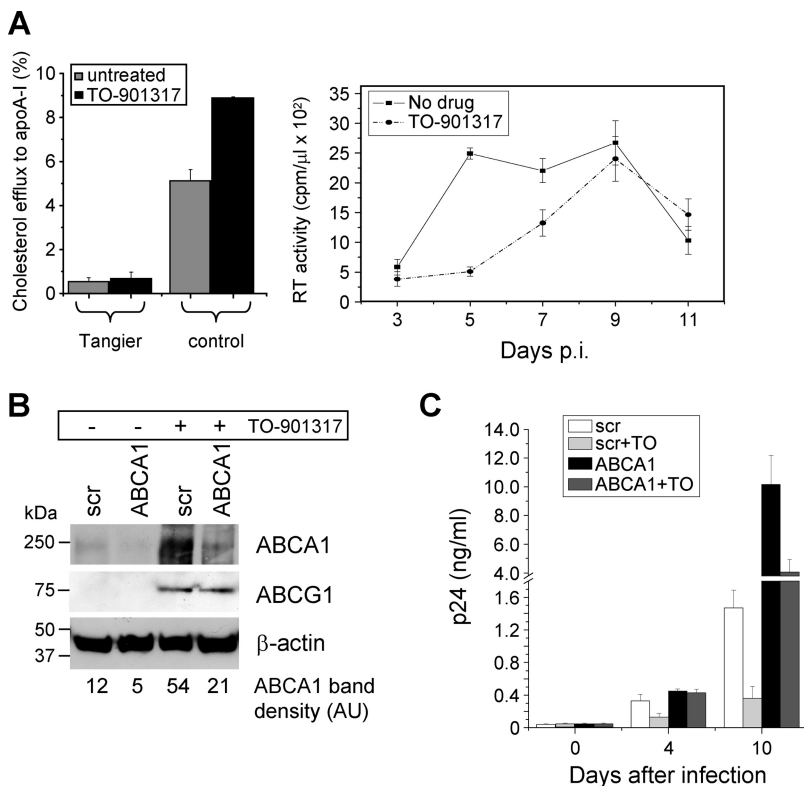 A
Cholesterol efflux to apoA-I (%)
10
8
6
4
2
0
untreated
TO-901317
Tangier
control
RT activity (cpm/µl x 10²)
35
30
25
20
15
10
5
0
No drug
TO-901317
3 5 7 9 11
Days p.i.
B
- - + + TO-901317
scr ABCA1 scr ABCA1
kDa
250
ABCA1
75
ABCG1
50
37
β-actin
12 5 54 21 ABCA1 band
density (AU)
C
p24 (ng/ml)
14.0
12.0
10.0
8.0
6.0
4.0
1.6
1.2
0.8
0.4
0
scr
scr+TO
ABCA1
ABCA1+TO
0 4 10
Days after infection